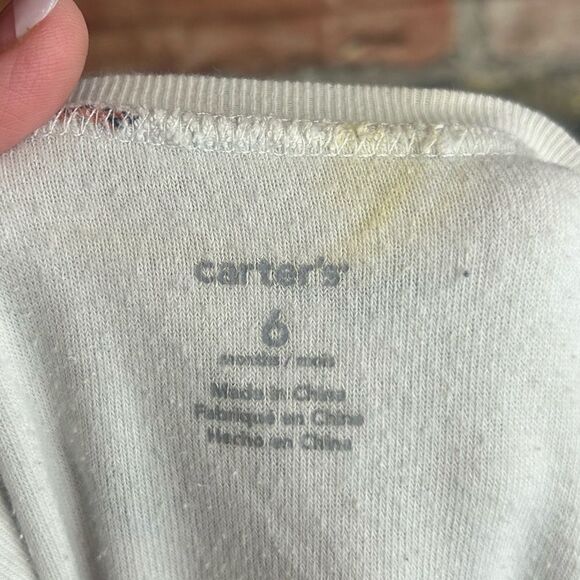 carter's
6
months / mois
Made in China
Fabriqué en Chine
Hecho en China